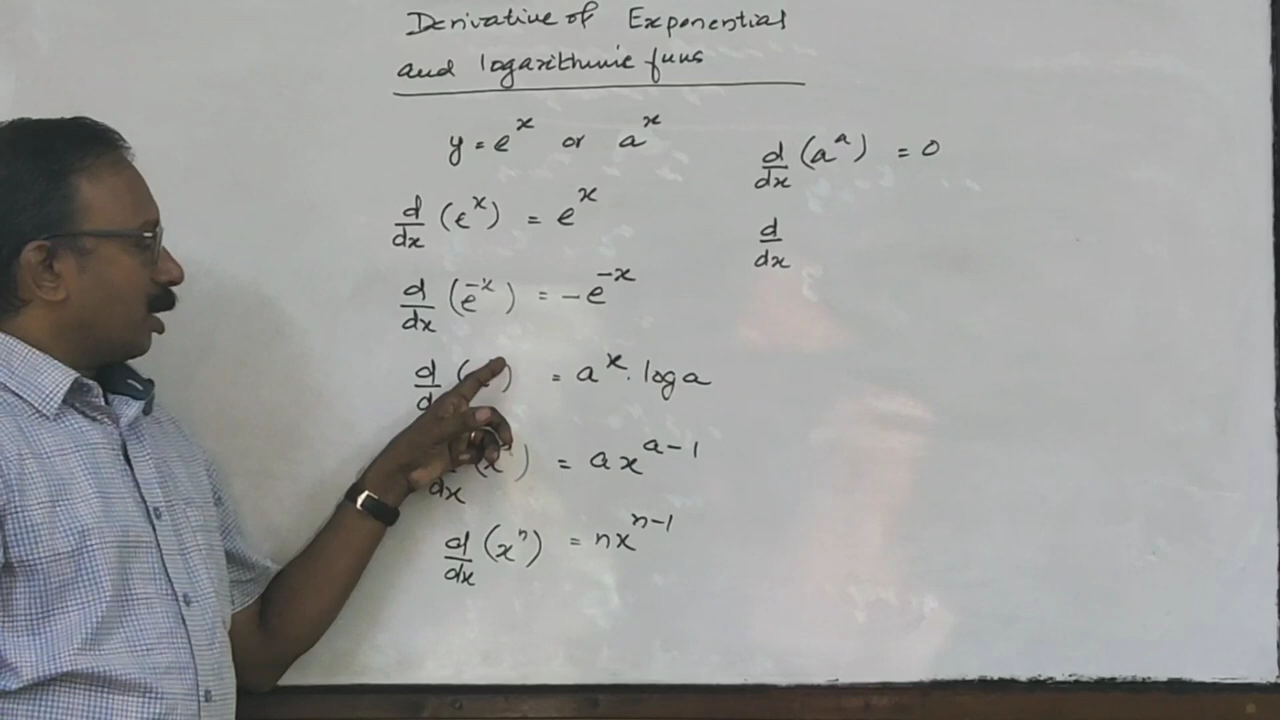 Derivative of Exponential
and logarithmic funs
y = e^x or a^x
d/dx (e^x) = e^x
d/dx (e^-x) = -e^-x
= a^x . log a
= a x^a-1
d/dx (x^n) = n x^n-1
d/dx (a^a) = 0
d/dx